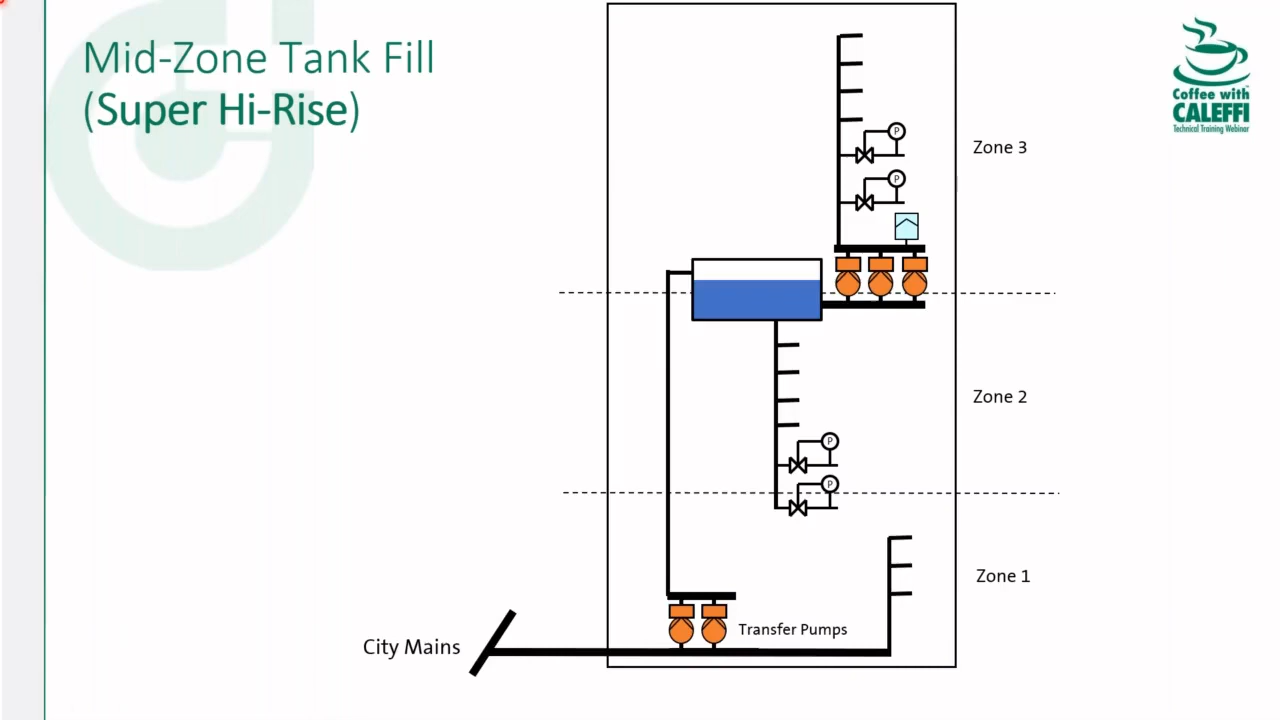 Mid-Zone Tank Fill
(Super Hi-Rise)
Coffee with
CALEFFI
Technical Training Webinar
P
Zone 3
P
Zone 2
P
P
Zone 1
Transfer Pumps
City Mains